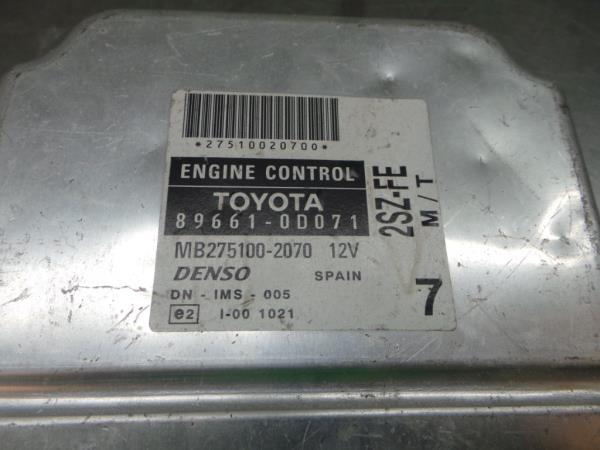 *27510020700*
ENGINE CONTROL
TOYOTA
89661-0D071
MB275100-2070 12V
DENSO SPAIN
DN - IMS - 005
e2 I-00 1021
2SZ-FE
M/T
7